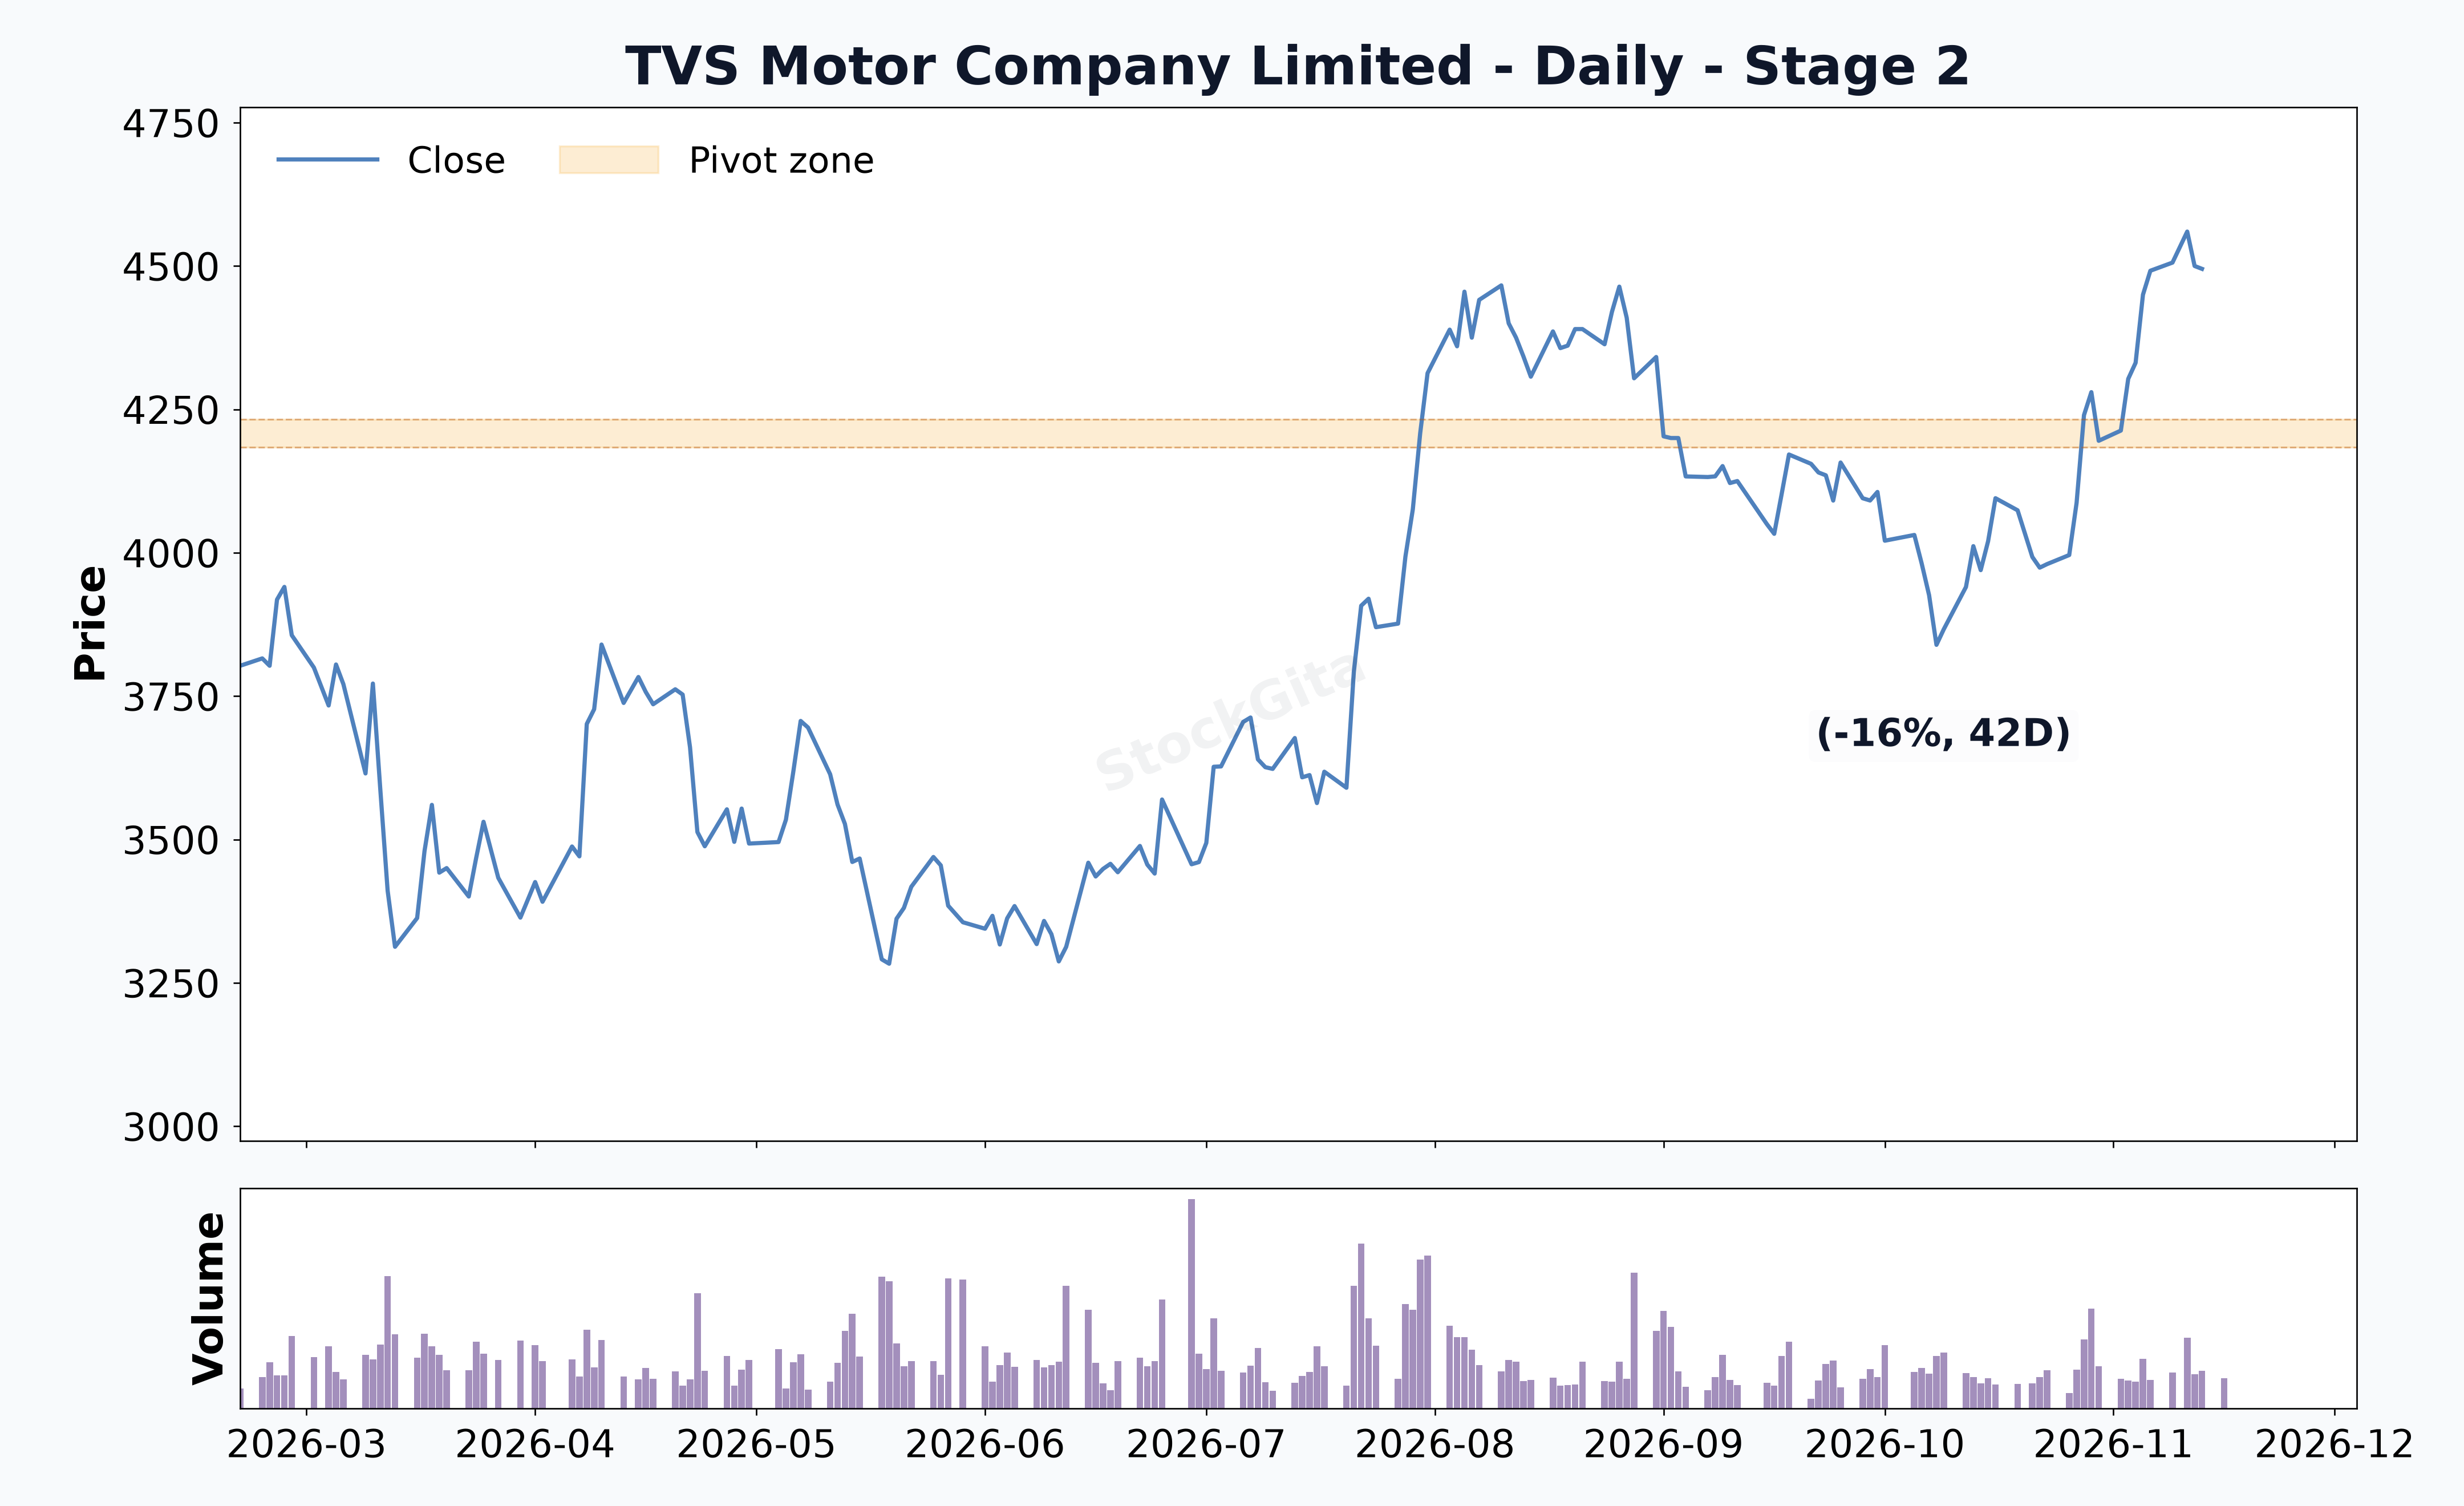 TVS Motor Company Limited - Daily - Stage 2
Close
Pivot zone
4750
4500
4250
4000
3750
3500
3250
3000
Price
StockGita
(-16%, 42D)
Volume
2026-03
2026-04
2026-05
2026-06
2026-07
2026-08
2026-09
2026-10
2026-11
2026-12